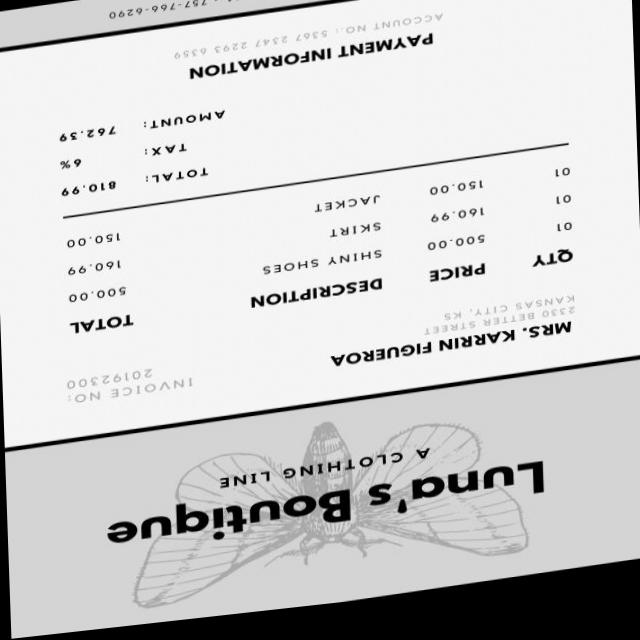 Luna's Boutique
A CLOTHING LINE
MRS. KARRIN FIGUEROA
2330 BETTER STREET
KANSAS CITY, KS
INVOICE NO:
20192300
QTY PRICE DESCRIPTION TOTAL
01 500.00 SHINY SHOES 500.00
01 160.99 SKIRT 160.99
01 150.00 JACKET 150.00
TOTAL: 810.99
TAX: 6%
AMOUNT: 762.39
PAYMENT INFORMATION
ACCOUNT NO.: 5367 2347 2293 6359
757-766-6290